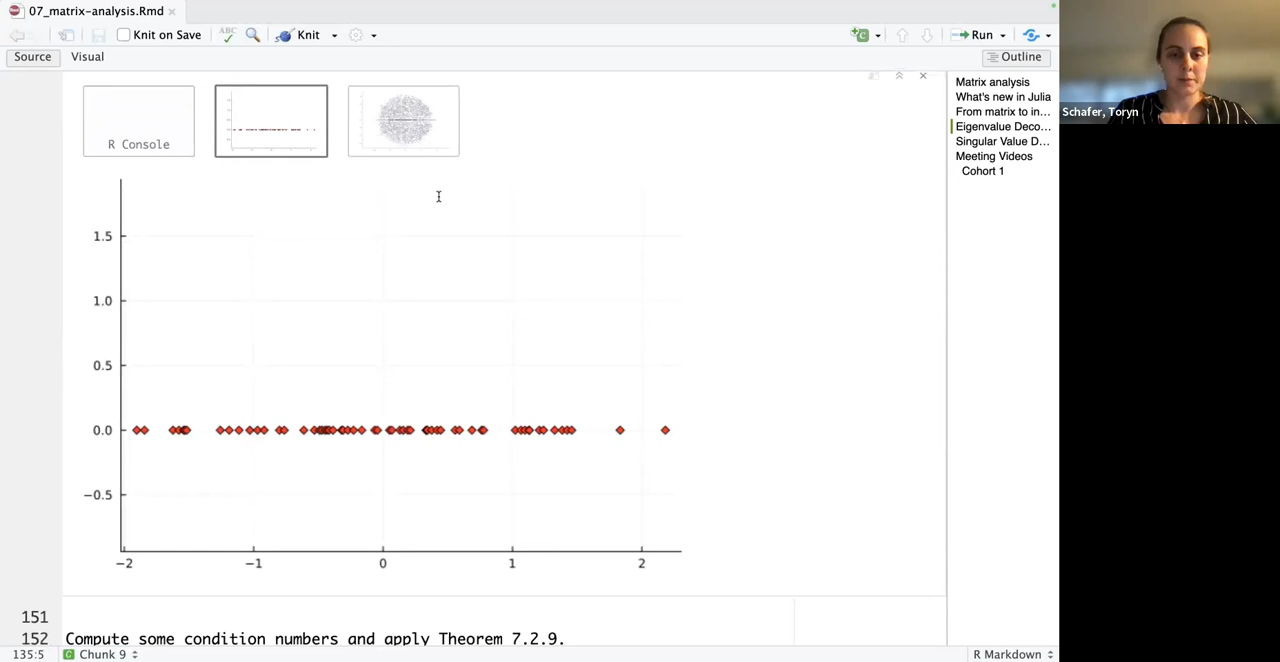 07_matrix-analysis.Rmd
Knit on Save
ABC
Knit
Run
Source
Visual
Outline
R Console
Matrix analysis
What's new in Julia
From matrix to in...
Eigenvalue Deco...
Singular Value D...
Meeting Videos
Cohort 1
Schafer, Toryn
1.5
1.0
0.5
0.0
−0.5
−2
−1
0
1
2
151
152
Compute some condition numbers and apply Theorem 7.2.9.
135:5
Chunk 9
R Markdown